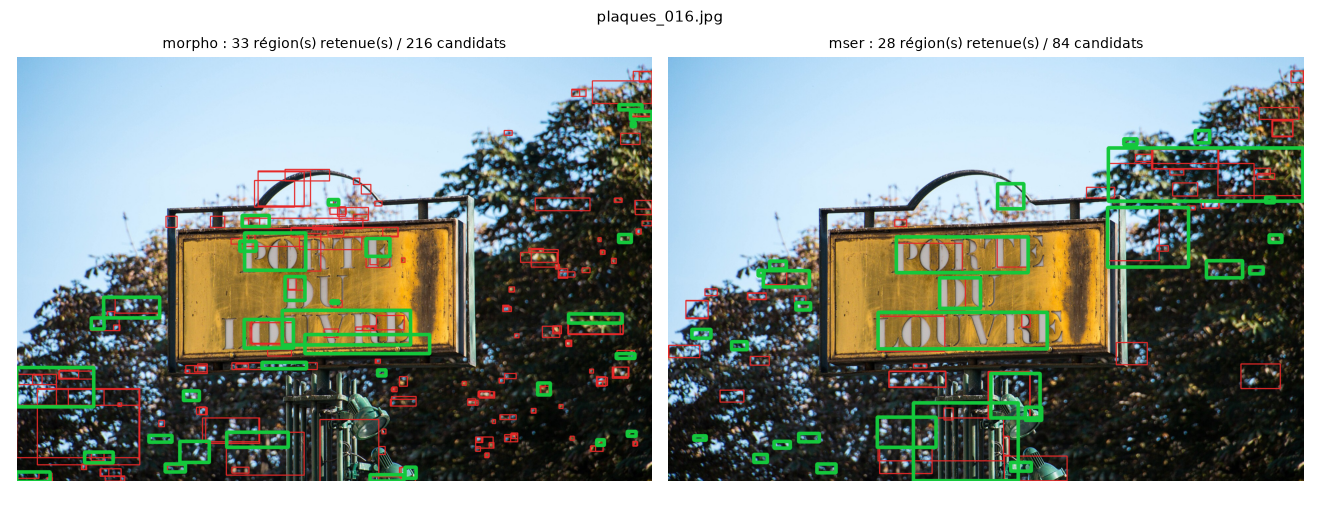 plaques_016.jpg
morpho : 33 région(s) retenue(s) / 216 candidats
PORTE
DU
LOUVRE
mser : 28 région(s) retenue(s) / 84 candidats
PORTE
DU
LOUVRE